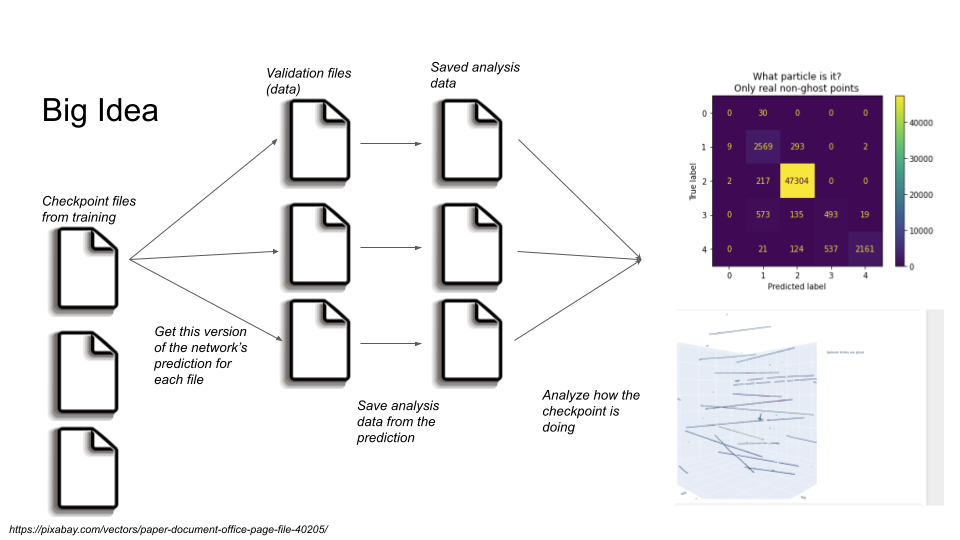 Big Idea
Checkpoint files
from training
Validation files
(data)
Saved analysis
data
Get this version
of the network's
prediction for
each file
Save analysis
data from the
prediction
Analyze how the
checkpoint is
doing
What particle is it?
Only real non-ghost points
True label
0 0 30 0 0 0
1 9 2569 293 0 2
2 2 217 47304 0 0
3 0 573 135 493 19
4 0 21 124 537 2161
0 1 2 3 4
Predicted label
40000
30000
20000
10000
0
https://pixabay.com/vectors/paper-document-office-page-file-40205/